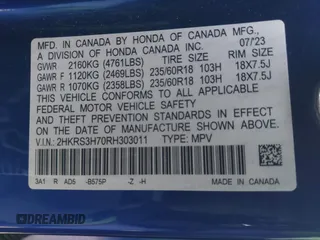 MFD. IN CANADA BY HONDA OF CANADA MFG.,
A DIVISION OF HONDA CANADA INC. 07/'23
GVWR 2160KG (4761LBS) TIRE SIZE RIM SIZE
GAWR F 1120KG (2469LBS) 235/60R18 103H 18X7.5J
GAWR R 1070KG (2358LBS) 235/60R18 103H 18X7.5J
THIS VEHICLE CONFORMS TO ALL APPLICABLE
FEDERAL MOTOR VEHICLE SAFETY, BUMPER, AND
THEFT PREVENTION STANDARDS IN EFFECT ON THE
DATE OF MANUFACTURE SHOWN ABOVE.
V.I.N.: 2HKRS3H70RH303011 TYPE: MPV
3A1 R AD5 -B575P -Z -H
CANADA
DREAMBID